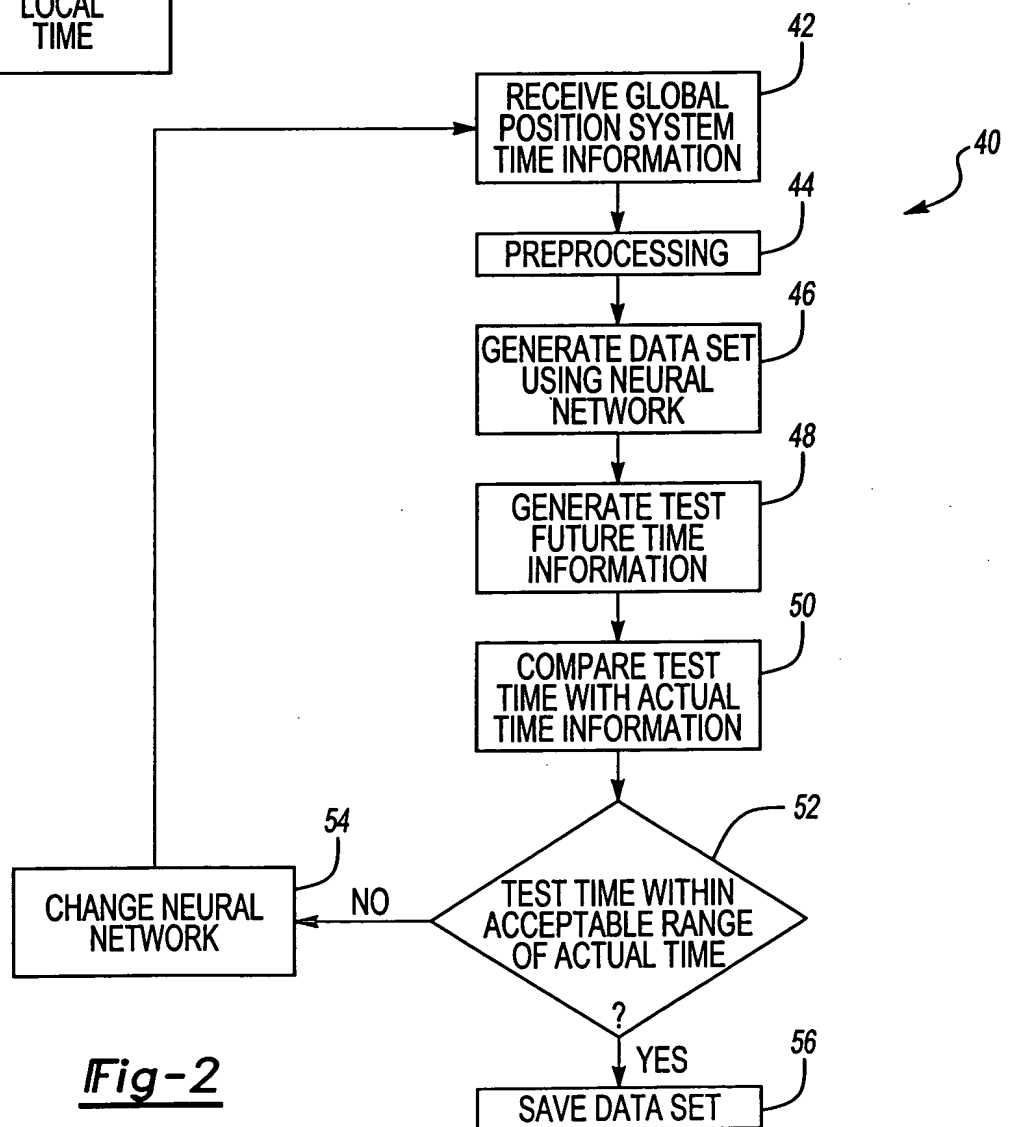 LOCAL
TIME
42
RECEIVE GLOBAL
POSITION SYSTEM
TIME INFORMATION
40
44
PREPROCESSING
46
GENERATE DATA SET
USING NEURAL
NETWORK
48
GENERATE TEST
FUTURE TIME
INFORMATION
50
COMPARE TEST
TIME WITH ACTUAL
TIME INFORMATION
52
TEST TIME WITHIN
ACCEPTABLE RANGE
OF ACTUAL TIME
?
54
NO
CHANGE NEURAL
NETWORK
YES
56
SAVE DATA SET
Fig-2